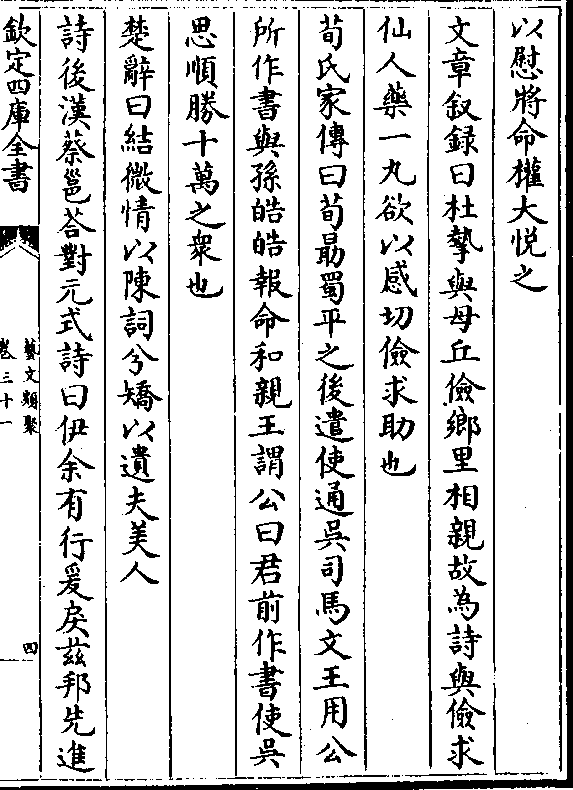 以慰將命權大悦之
文章叙録曰杜摯與毋丘儉鄉里相親故為詩與儉求
仙人藥一丸欲以感切儉求助也
荀氏家傳曰荀勗蜀平之後遣使通吳司馬文王用公
所作書與孫皓皓報命和親王謂公曰君前作書使吳
思順勝十萬之衆也
楚辭曰結微情以陳詞兮矯以遺夫美人
詩後漢蔡邕荅對元式詩曰伊余有行爰戾茲邦先進
欽定四庫全書
藝文類聚
卷三十一
四